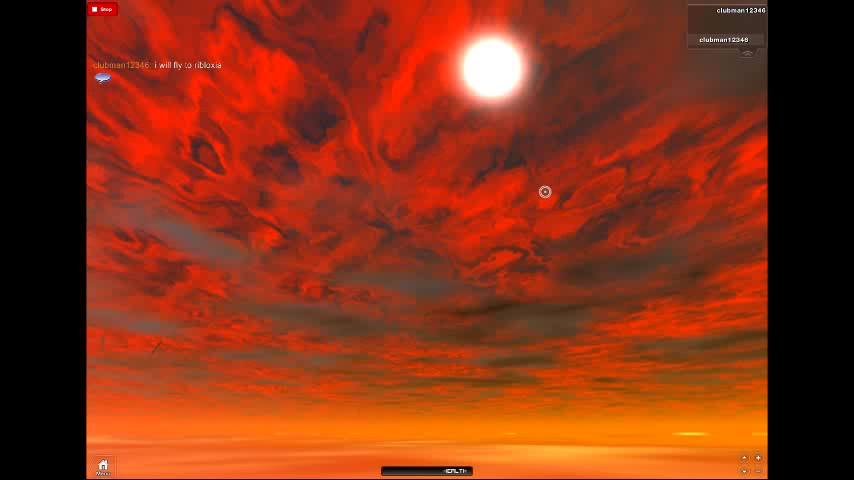 Stop
clubman12346
clubman12346
clubman12346: i will fly to ribloxia
Menu
HEALTH